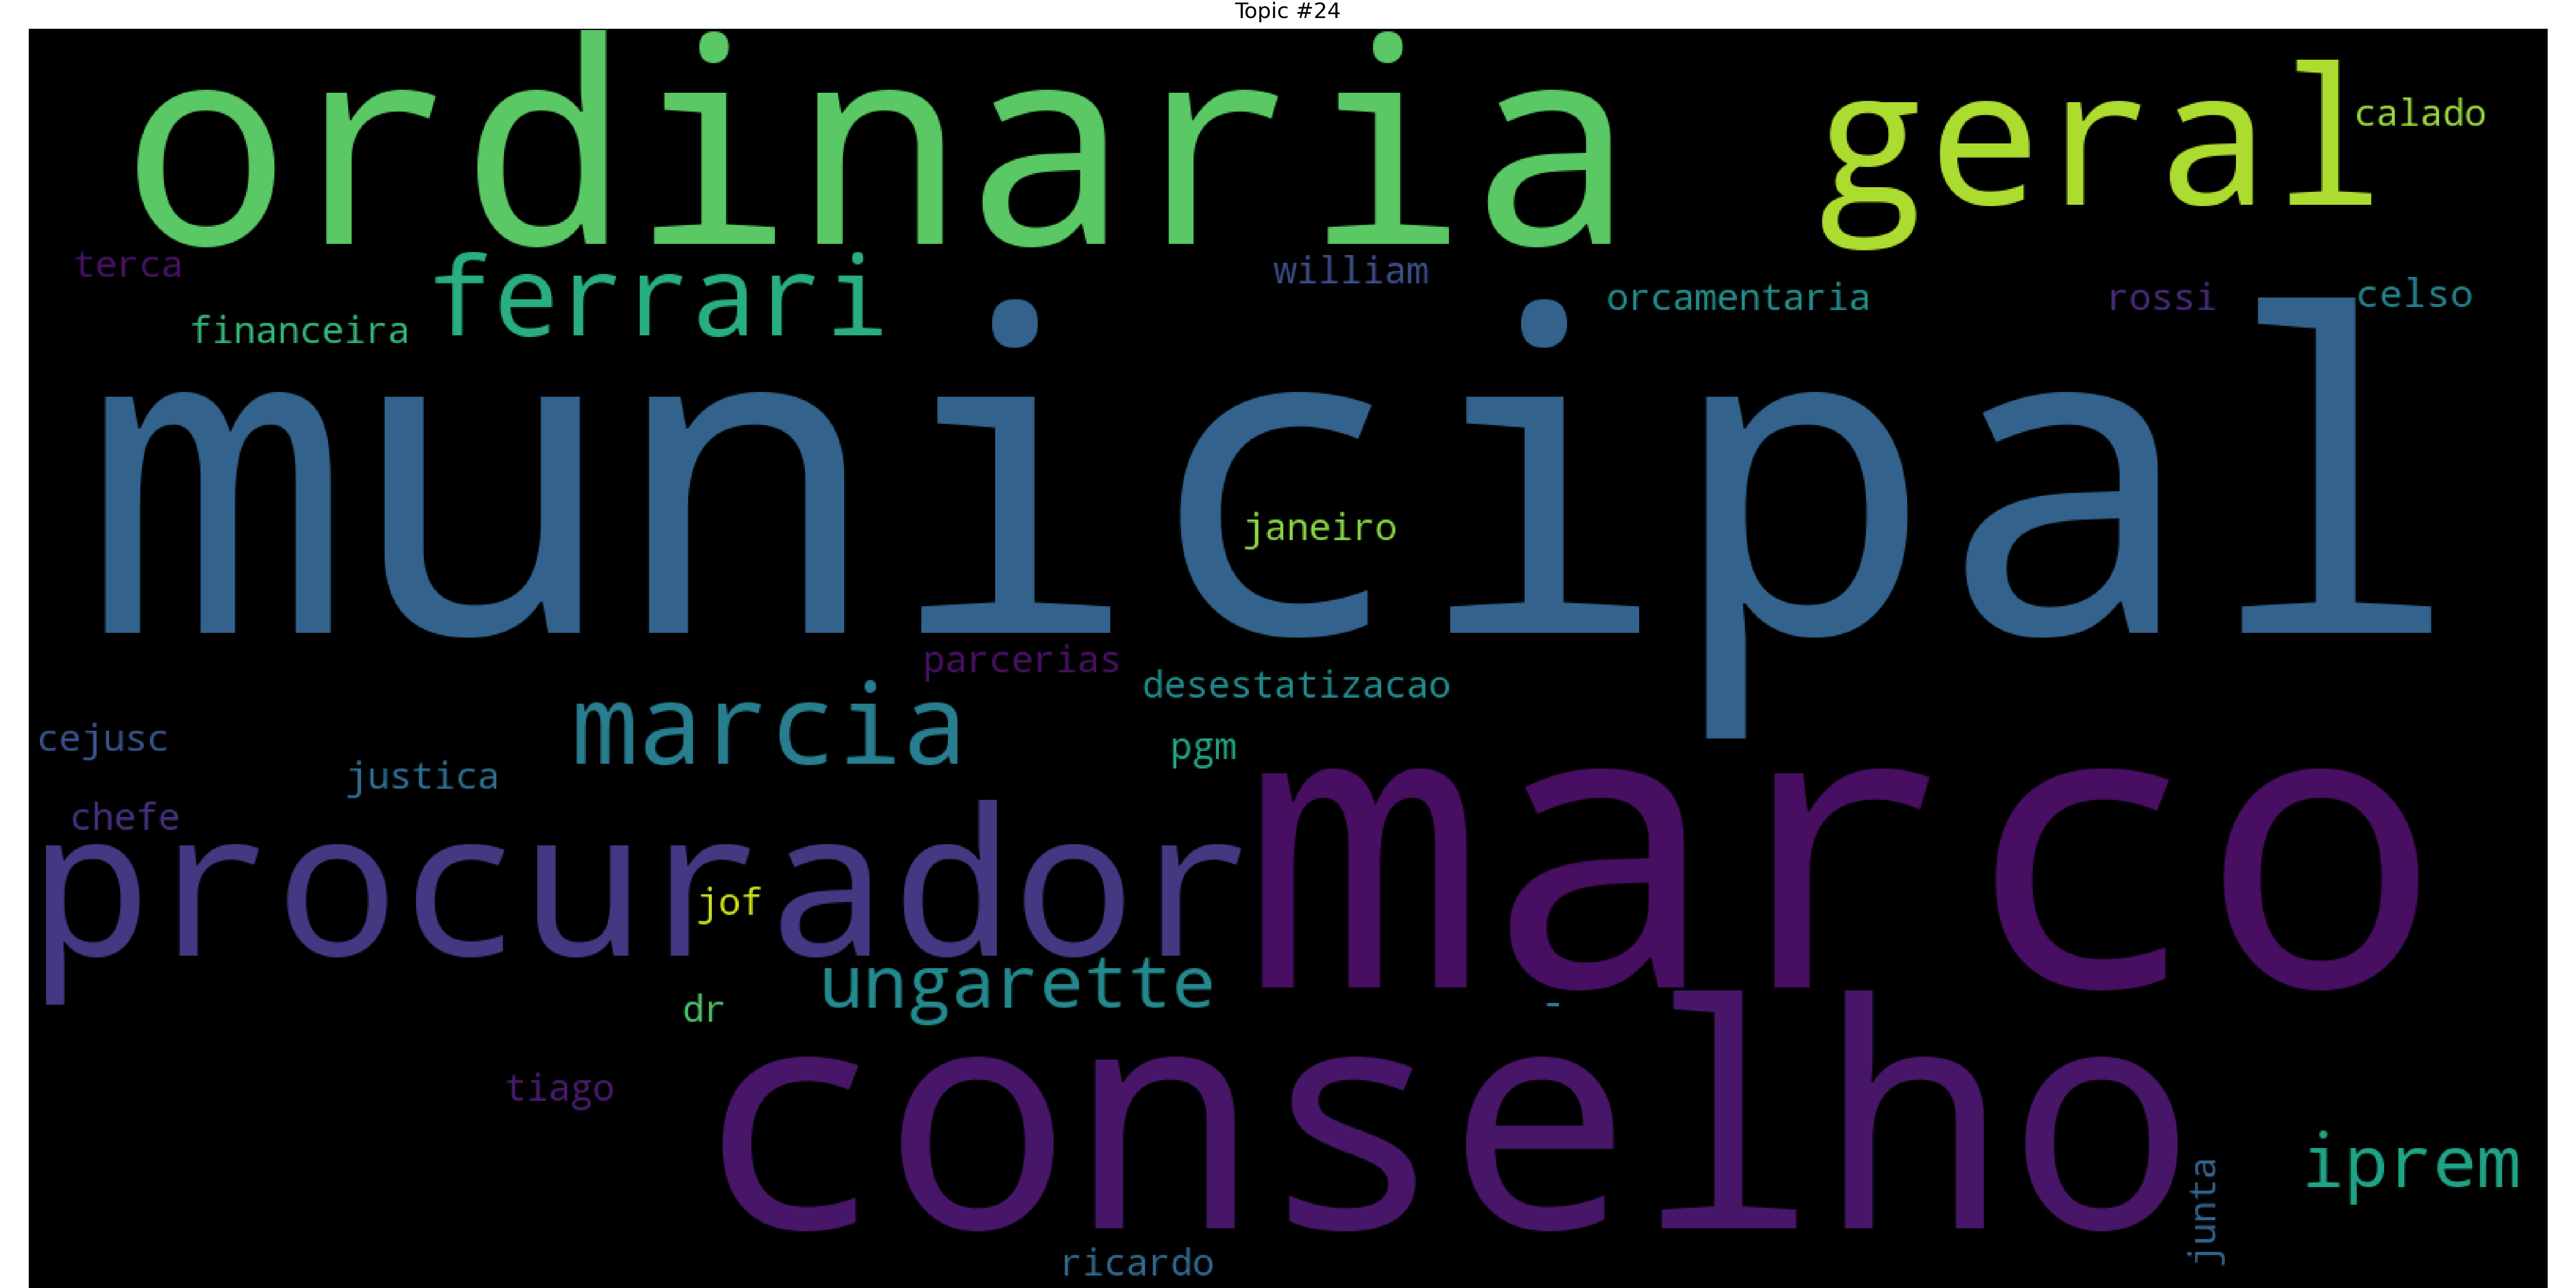 Topic #24
ordinaria geral calado
terca ferrari william orcamentaria rossi celso
financeira
municipal
janeiro
parcerias desestatizacao
marcia
cejusc pgm
justica
chefe
procurador marco
jof
ungarette
dr -
conselho
tiago
iprem
junta
ricardo